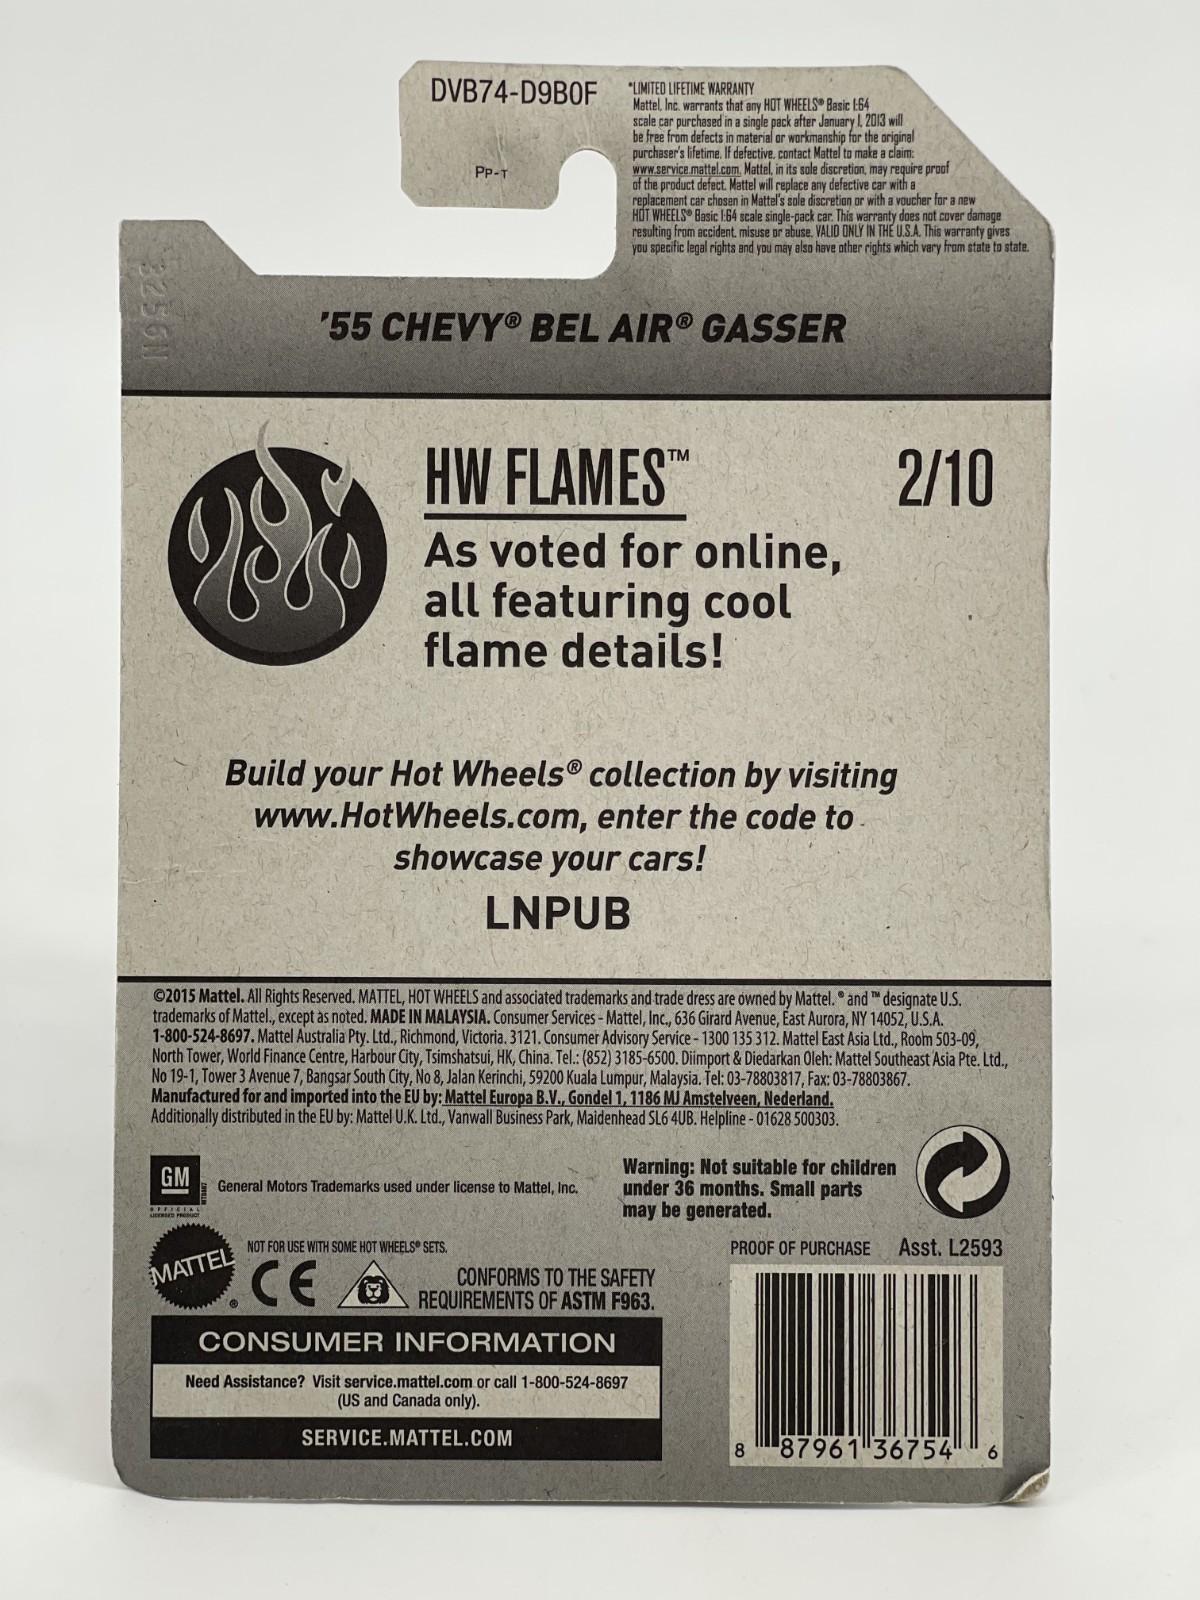 DVB74-D9B0F
PP-T
*LIMITED LIFETIME WARRANTY
Mattel, Inc. warrants that any HOT WHEELS® Basic 1:64
scale car purchased in a single pack after January 1, 2013 will
be free from defects in material or workmanship for the original
purchaser's lifetime. If defective, contact Mattel to make a claim:
www.service.mattel.com. Mattel, in its sole discretion, may require proof
of the product defect. Mattel will replace any defective car with a
replacement car chosen in Mattel's sole discretion or with a voucher for a new
HOT WHEELS® Basic 1:64 scale single-pack car. This warranty does not cover damage
resulting from accident, misuse or abuse. VALID ONLY IN THE U.S.A. This warranty gives
you specific legal rights and you may also have other rights which vary from state to state.
'55 CHEVY® BEL AIR® GASSER
HW FLAMES™
2/10
As voted for online,
all featuring cool
flame details!
Build your Hot Wheels® collection by visiting
www.HotWheels.com, enter the code to
showcase your cars!
LNPUB
©2015 Mattel. All Rights Reserved. MATTEL, HOT WHEELS and associated trademarks and trade dress are owned by Mattel. ® and ™ designate U.S.
trademarks of Mattel., except as noted. MADE IN MALAYSIA. Consumer Services - Mattel, Inc., 636 Girard Avenue, East Aurora, NY 14052, U.S.A.
1-800-524-8697. Mattel Australia Pty. Ltd., Richmond, Victoria. 3121. Consumer Advisory Service - 1300 135 312. Mattel East Asia Ltd., Room 503-09,
North Tower, World Finance Centre, Harbour City, Tsimshatsui, HK, China. Tel.: (852) 3185-6500. Diimport & Diedarkan Oleh: Mattel Southeast Asia Pte. Ltd.,
No 19-1, Tower 3 Avenue 7, Bangsar South City, No 8, Jalan Kerinchi, 59200 Kuala Lumpur, Malaysia. Tel: 03-78803817, Fax: 03-78803867.
Manufactured for and imported into the EU by: Mattel Europa B.V., Gondel 1, 1186 MJ Amstelveen, Nederland.
Additionally distributed in the EU by: Mattel U.K. Ltd., Vanwall Business Park, Maidenhead SL6 4UB. Helpline - 01628 500303.
GM
OFFICIAL
LICENSED PRODUCT
General Motors Trademarks used under license to Mattel, Inc.
Warning: Not suitable for children
under 36 months. Small parts
may be generated.
MATTEL®
NOT FOR USE WITH SOME HOT WHEELS® SETS.
CE
CONFORMS TO THE SAFETY
REQUIREMENTS OF ASTM F963.
PROOF OF PURCHASE Asst. L2593
CONSUMER INFORMATION
Need Assistance? Visit service.mattel.com or call 1-800-524-8697
(US and Canada only).
SERVICE.MATTEL.COM
8 87961 36754 6